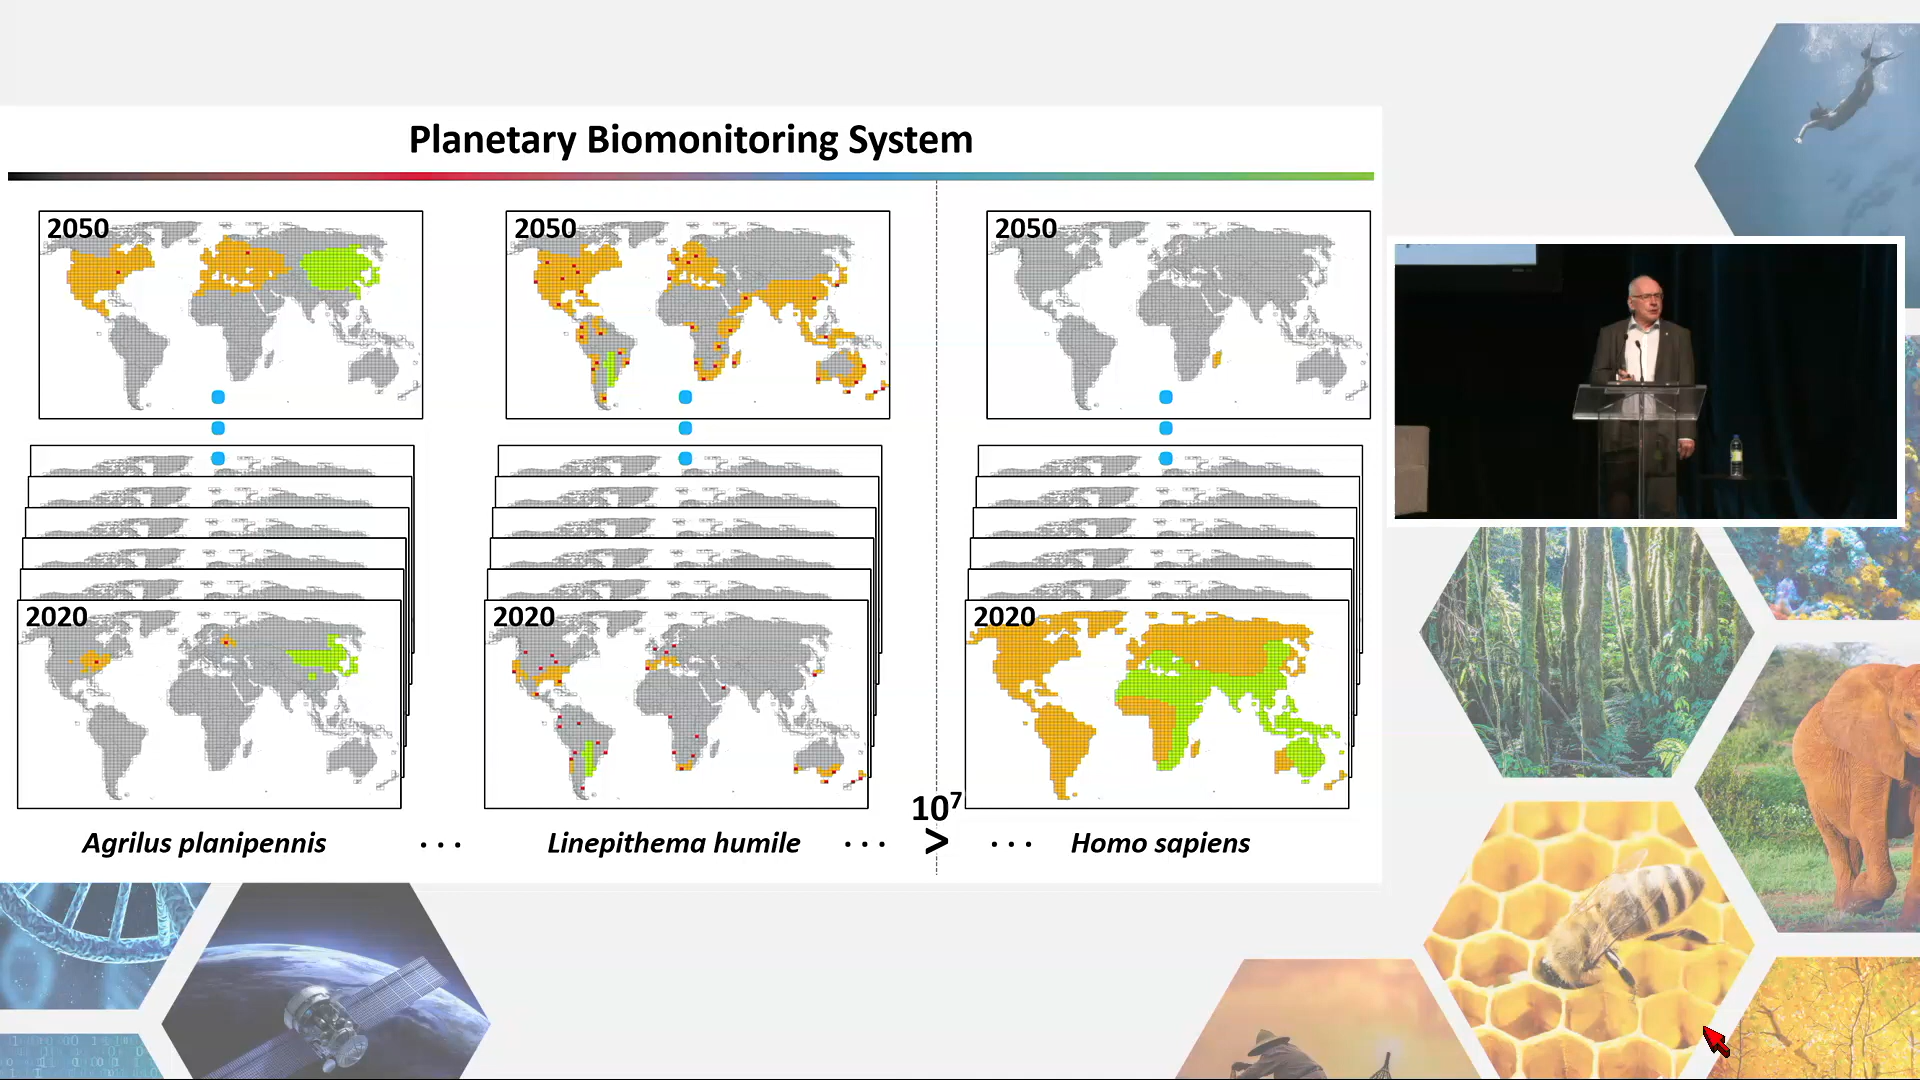 Planetary Biomonitoring System
2050
2050
2050
2020
2020
2020
10⁷
Agrilus planipennis
. . .
Linepithema humile
. . .
>
. . .
Homo sapiens